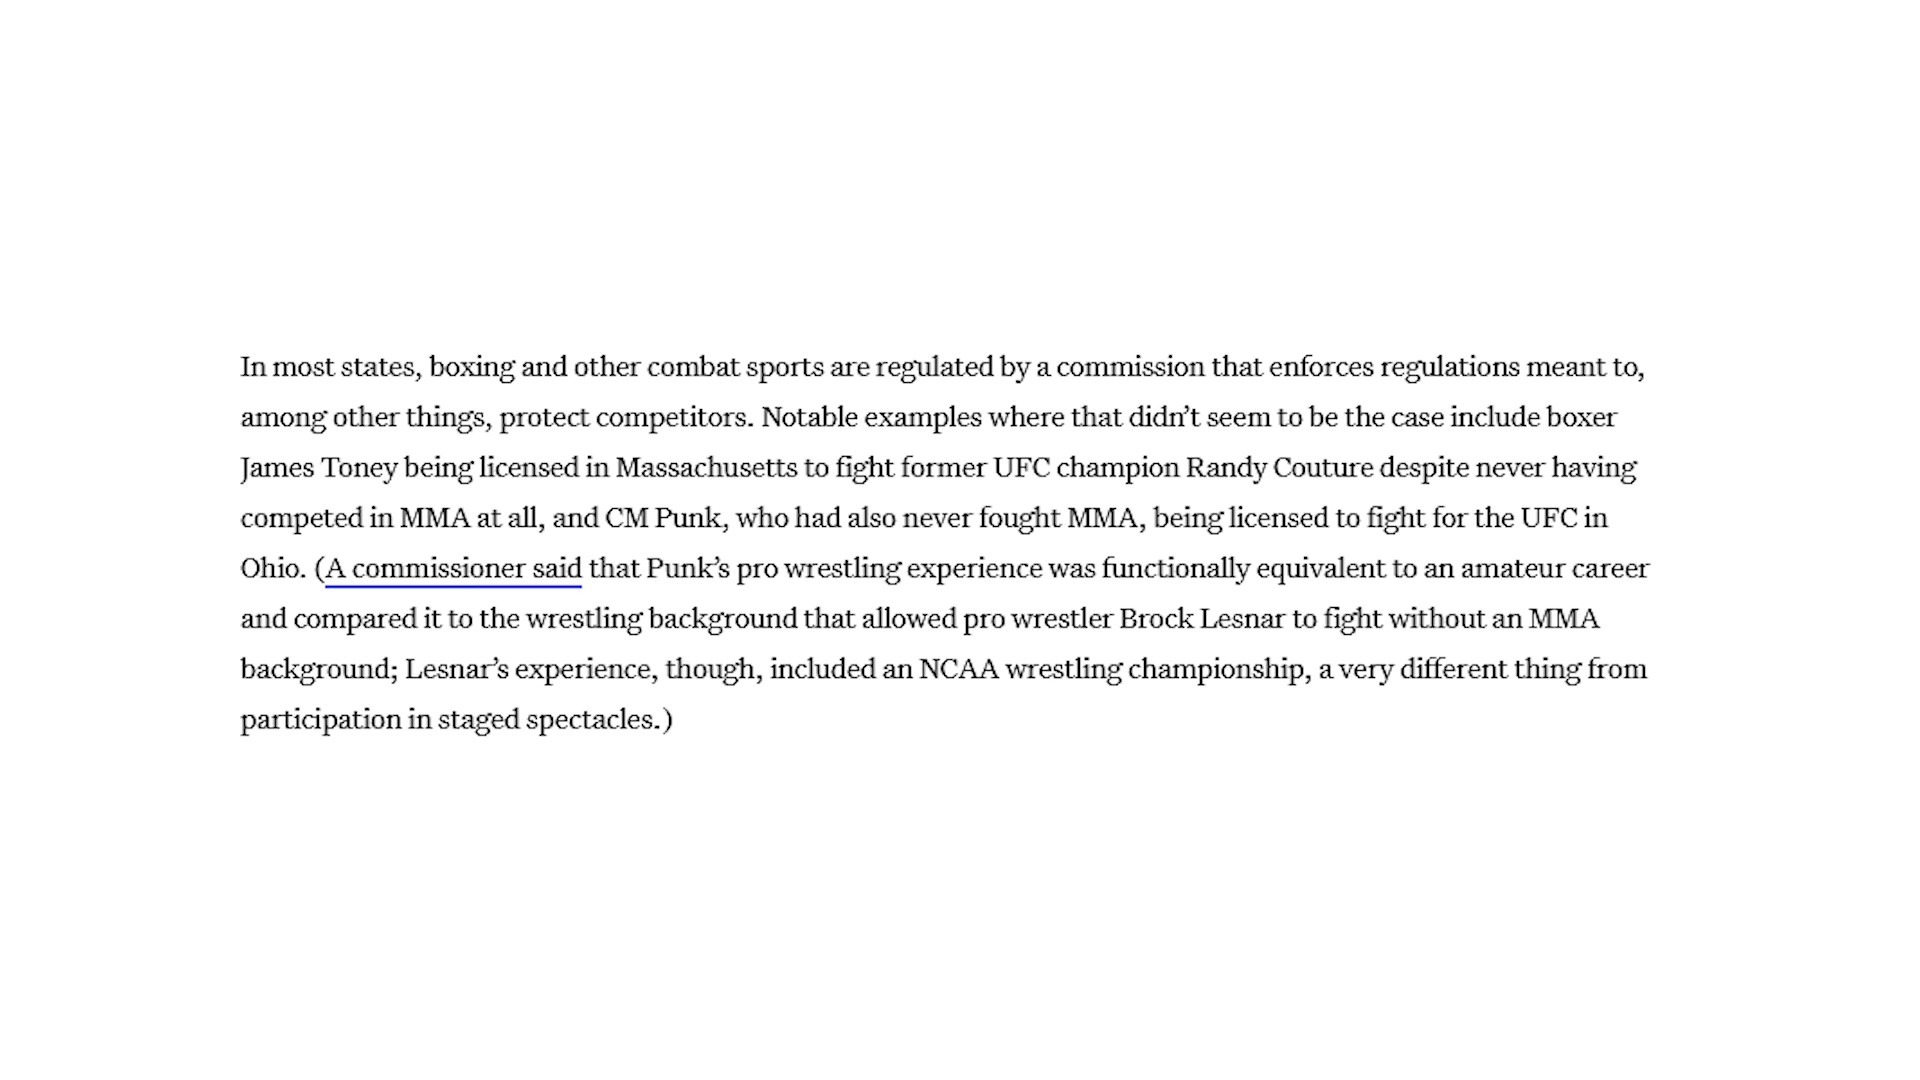 In most states, boxing and other combat sports are regulated by a commission that enforces regulations meant to,
among other things, protect competitors. Notable examples where that didn’t seem to be the case include boxer
James Toney being licensed in Massachusetts to fight former UFC champion Randy Couture despite never having
competed in MMA at all, and CM Punk, who had also never fought MMA, being licensed to fight for the UFC in
Ohio. (A commissioner said that Punk’s pro wrestling experience was functionally equivalent to an amateur career
and compared it to the wrestling background that allowed pro wrestler Brock Lesnar to fight without an MMA
background; Lesnar’s experience, though, included an NCAA wrestling championship, a very different thing from
participation in staged spectacles.)